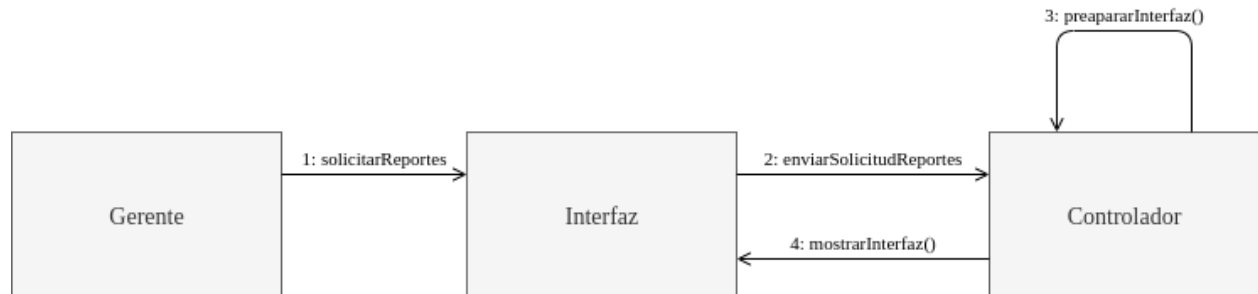 3: preapararInterfaz()
1: solicitarReportes
2: enviarSolicitudReportes
Gerente
Interfaz
Controlador
4: mostrarInterfaz()